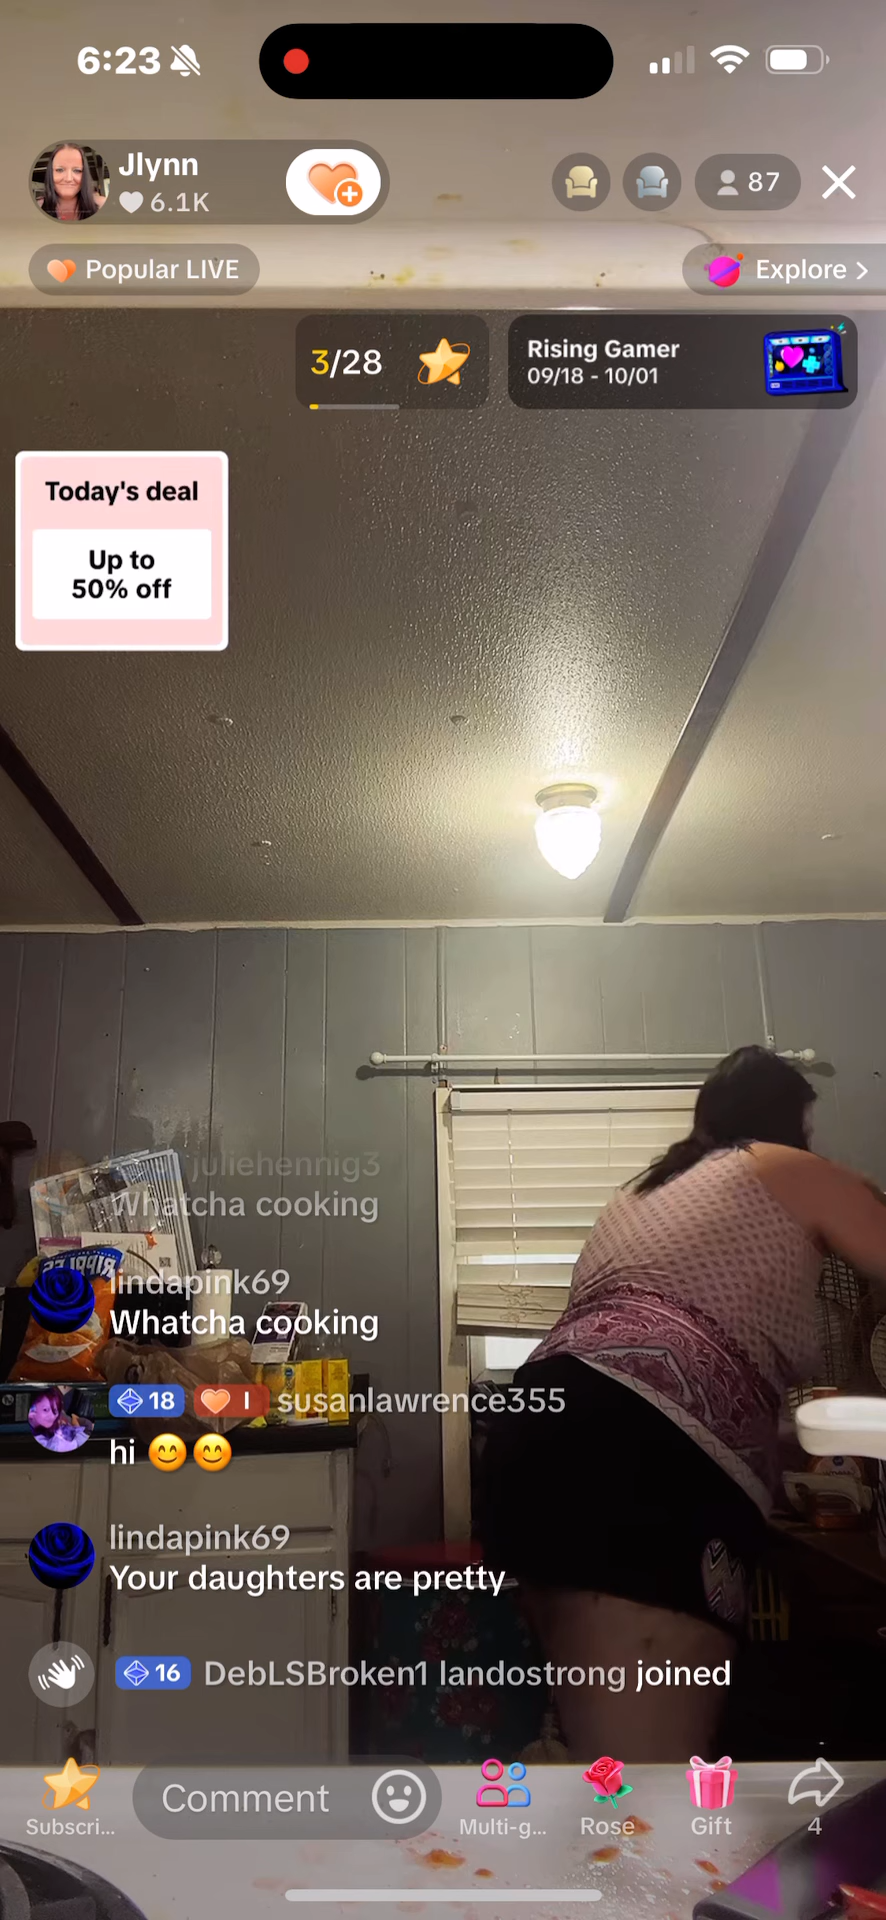 6:23
Jlynn
6.1K
87
Popular LIVE
Explore >
3/28
Rising Gamer
09/18 - 10/01
Today's deal
Up to
50% off
juliehennig3
Whatcha cooking
RIPPLES
lindapink69
Whatcha cooking
18 I susanlawrence355
hi 😊😊
lindapink69
Your daughters are pretty
16 DebLSBroken1 landostrong joined
Subscri...
Comment
Multi-g...
Rose
Gift
4